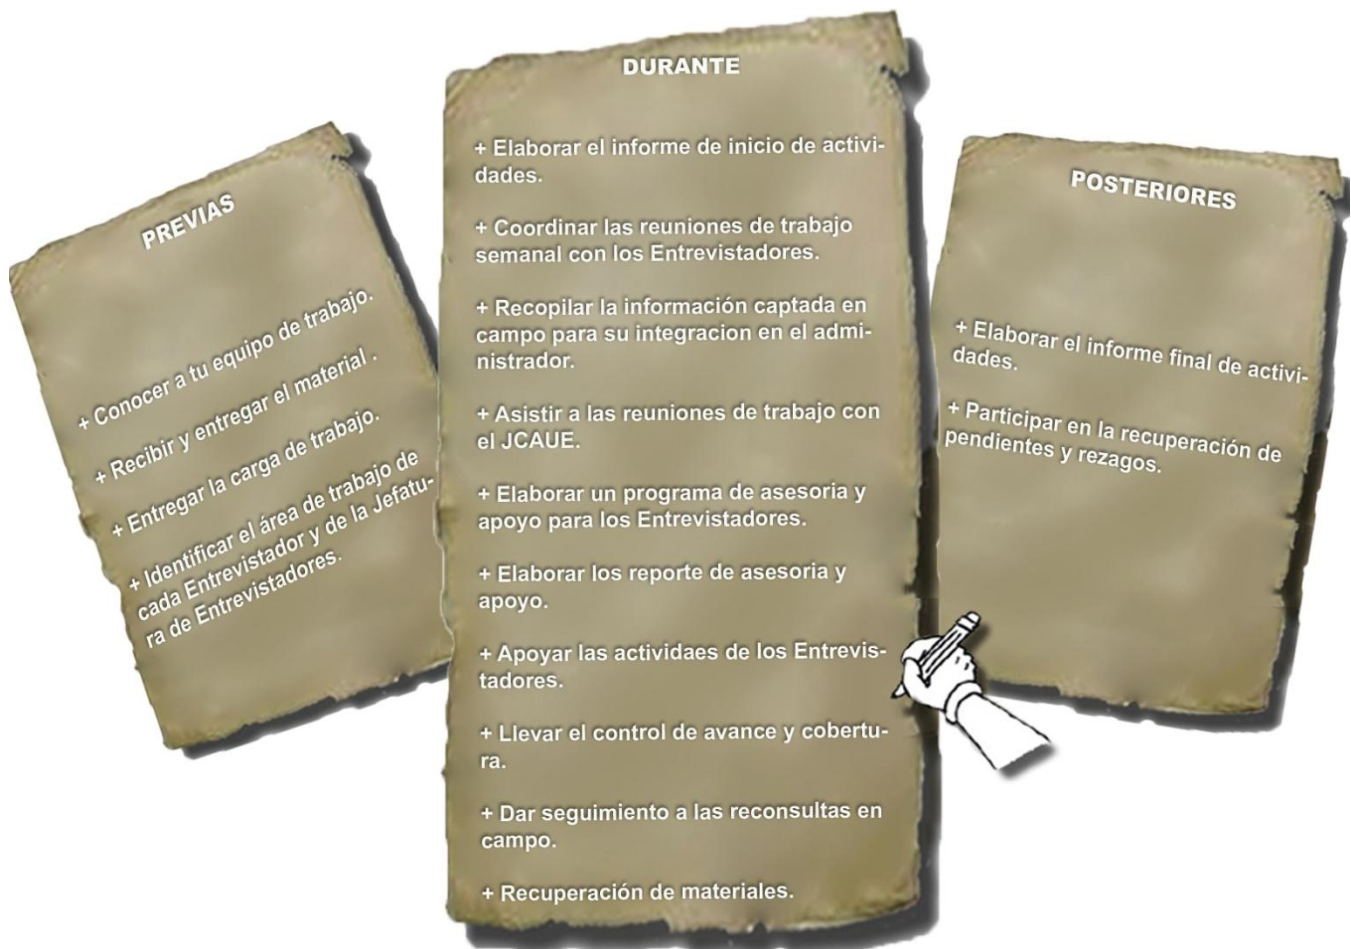 PREVIAS
+ Conocer a tu equipo de trabajo.
+ Recibir y entregar el material .
+ Entregar la carga de trabajo.
+ Identificar el área de trabajo de
cada Entrevistador y de la Jefatu-
ra de Entrevistadores.
DURANTE
+ Elaborar el informe de inicio de activi-
dades.
+ Coordinar las reuniones de trabajo
semanal con los Entrevistadores.
+ Recopilar la información captada en
campo para su integracion en el admi-
nistrador.
+ Asistir a las reuniones de trabajo con
el JCAUE.
+ Elaborar un programa de asesoria y
apoyo para los Entrevistadores.
+ Elaborar los reporte de asesoria y
apoyo.
+ Apoyar las actividaes de los Entrevis-
tadores.
+ Llevar el control de avance y cobertu-
ra.
+ Dar seguimiento a las reconsultas en
campo.
+ Recuperación de materiales.
POSTERIORES
+ Elaborar el informe final de activi-
dades.
+ Participar en la recuperación de
pendientes y rezagos.